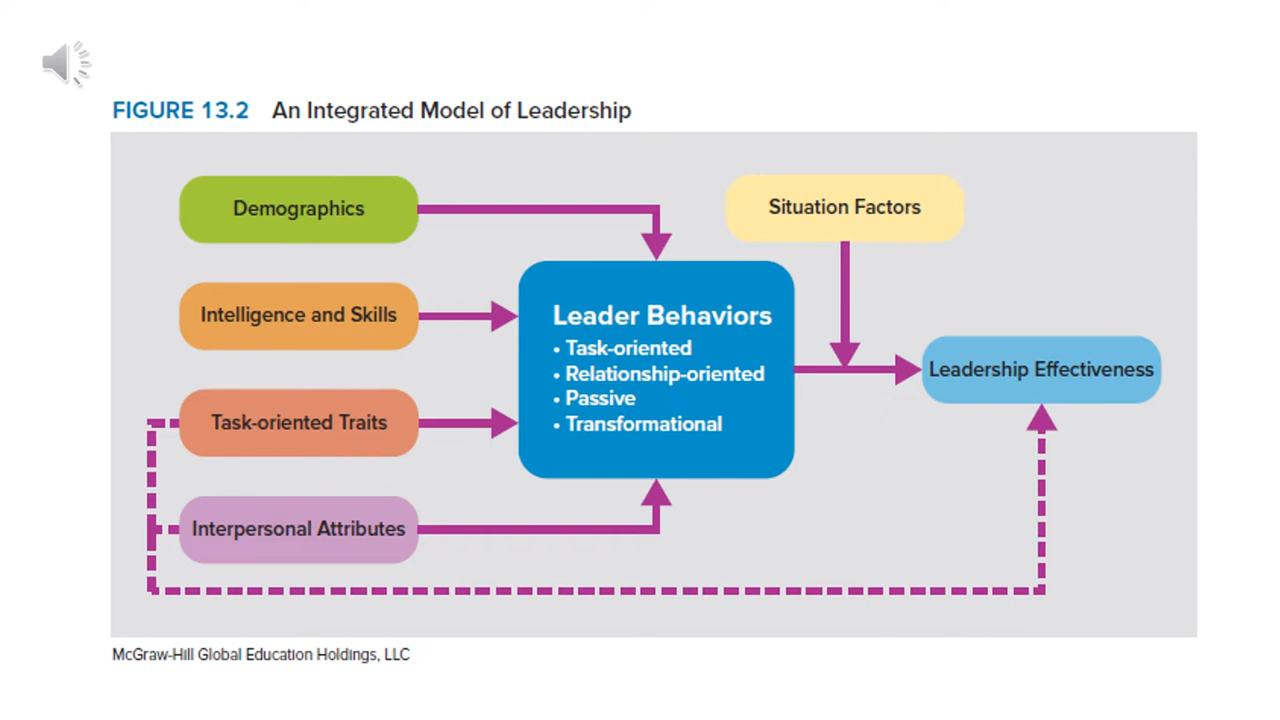 FIGURE 13.2 An Integrated Model of Leadership
Demographics
Situation Factors
Intelligence and Skills
Leader Behaviors
• Task-oriented
• Relationship-oriented
• Passive
• Transformational
Leadership Effectiveness
Task-oriented Traits
Interpersonal Attributes
McGraw-Hill Global Education Holdings, LLC